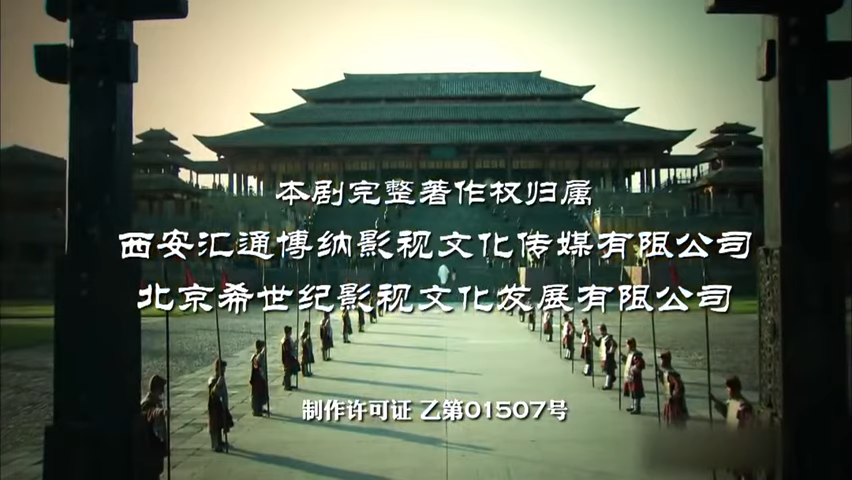 本剧完整著作权归属
西安汇通博纳影视文化传媒有限公司
北京希世纪影视文化发展有限公司
制作许可证 乙第01507号